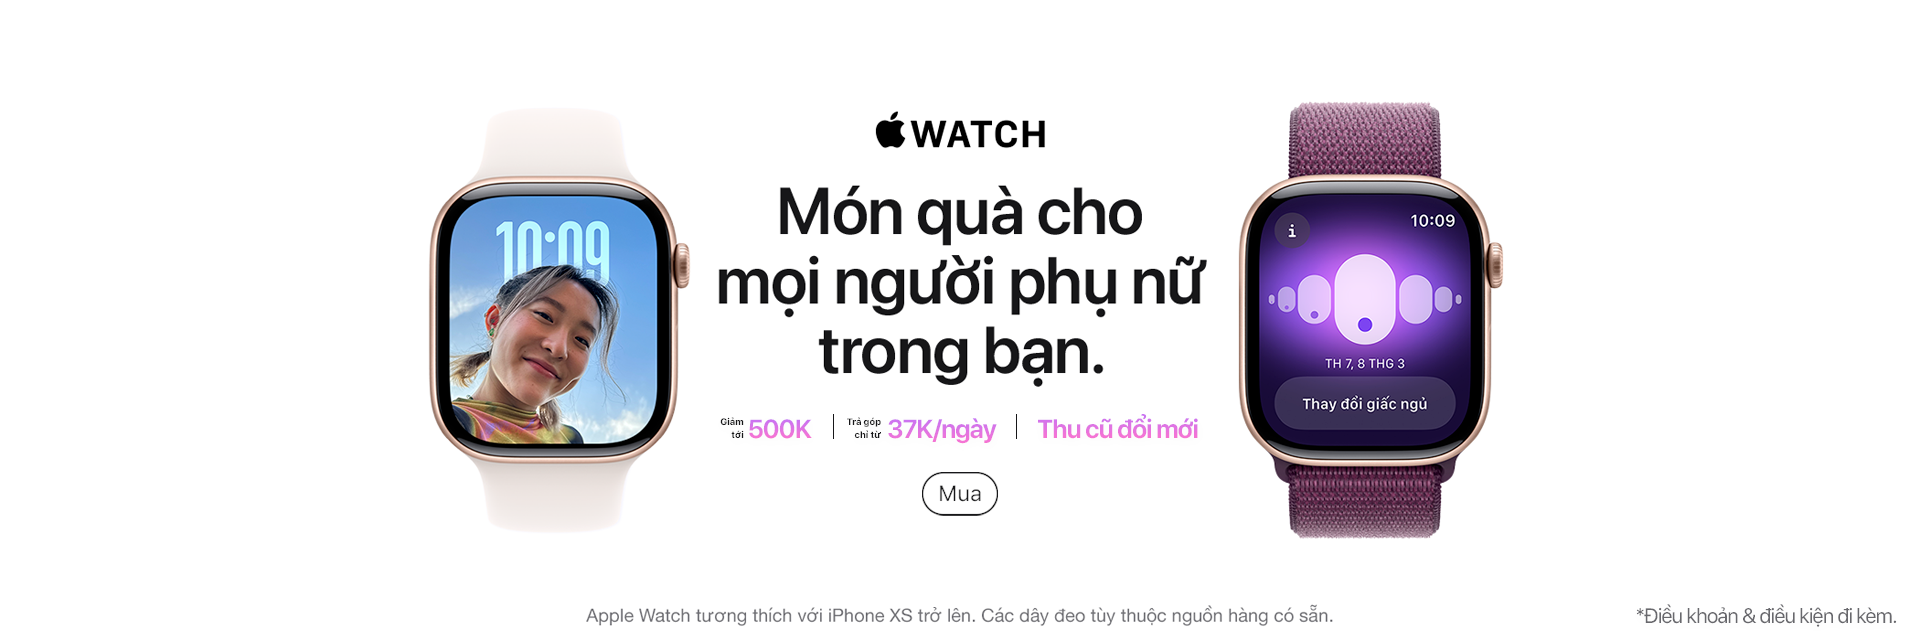 WATCH
Món quà cho
mọi người phụ nữ
trong bạn.
Giảm tới 500K
Trả góp chỉ từ 37K/ngày
Thu cũ đổi mới
Mua
10:09
i
10:09
TH 7, 8 THG 3
Thay đổi giấc ngủ
Apple Watch tương thích với iPhone XS trở lên. Các dây đeo tùy thuộc nguồn hàng có sẵn.
*Điều khoản & điều kiện đi kèm.